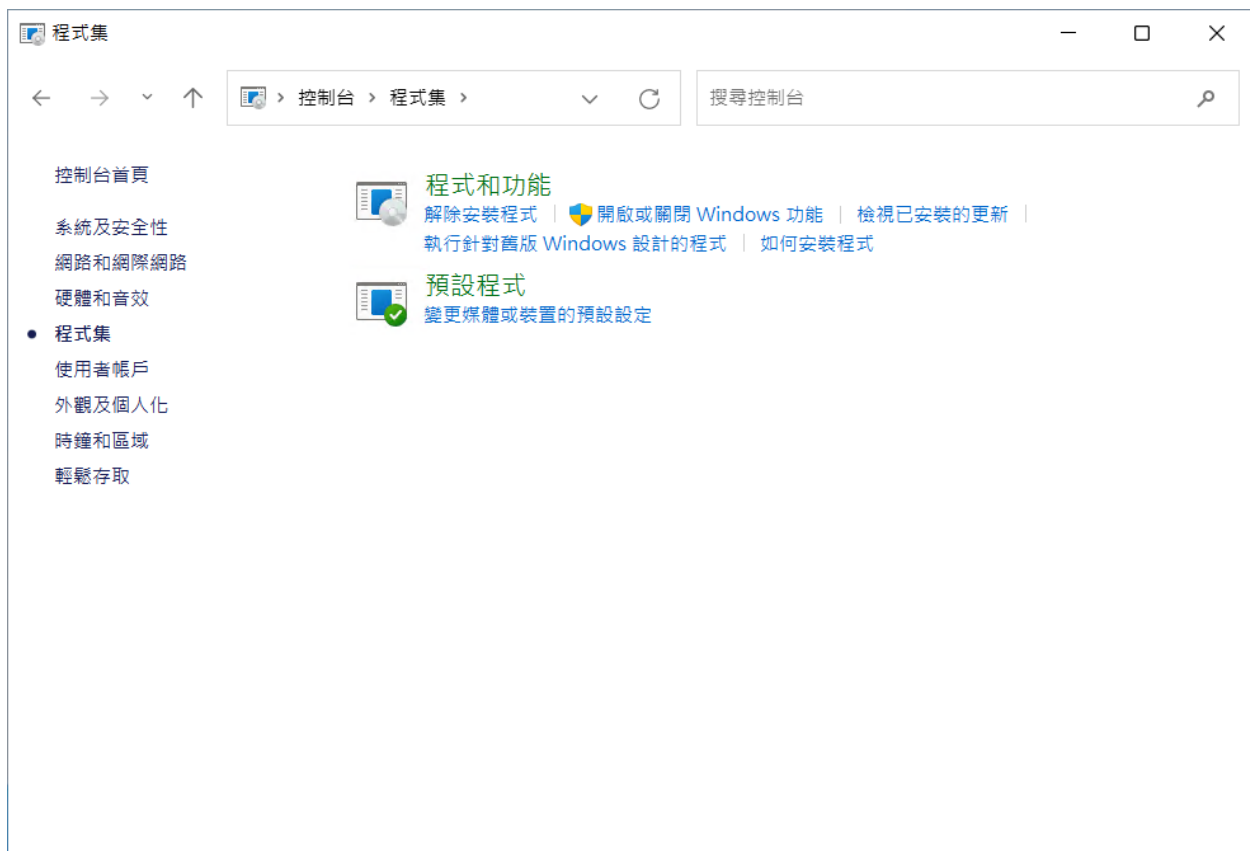 程式集
控制台 › 程式集 ›
搜尋控制台
控制台首頁
系統及安全性
網路和網際網路
硬體和音效
程式集
使用者帳戶
外觀及個人化
時鐘和區域
輕鬆存取
程式和功能
解除安裝程式 | 開啟或關閉 Windows 功能 | 檢視已安裝的更新 |
執行針對舊版 Windows 設計的程式 | 如何安裝程式
預設程式
變更媒體或裝置的預設設定